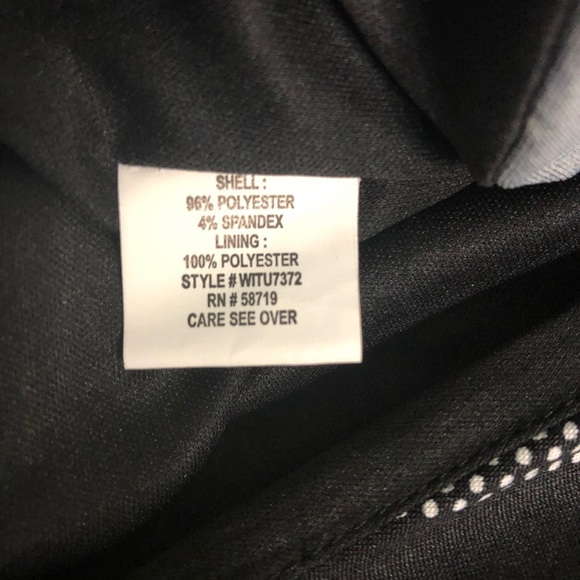 SHELL :
96% POLYESTER
4% SPANDEX
LINING :
100% POLYESTER
STYLE # WITU7372
RN # 58719
CARE SEE OVER